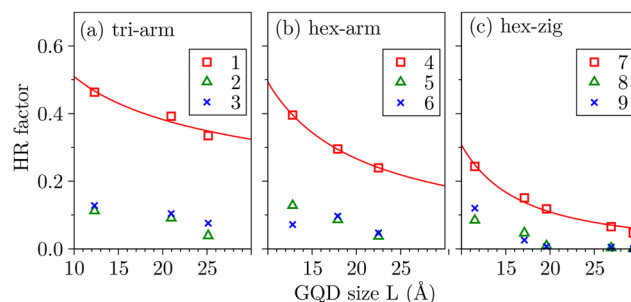 (a) tri-arm
1
2
3
(b) hex-arm
4
5
6
(c) hex-zig
7
8
9
HR factor
0.6
0.4
0.2
0.0
10 15 20 25 15 20 25 15 20 25
GQD size L (Å)